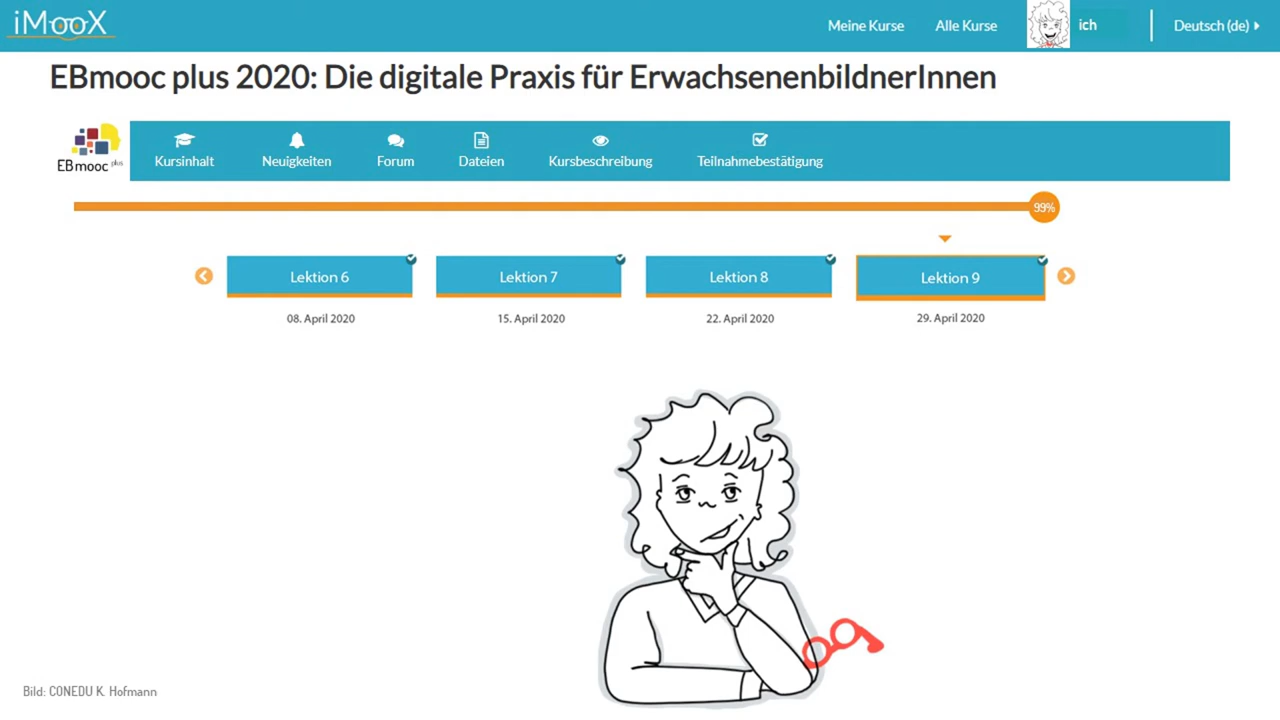 iMooX
Meine Kurse Alle Kurse ich Deutsch (de)
EBmooc plus 2020: Die digitale Praxis für ErwachsenenbildnerInnen
EBmooc plus
Kursinhalt Neuigkeiten Forum Dateien Kursbeschreibung Teilnahmebestätigung
99%
Lektion 6 Lektion 7 Lektion 8 Lektion 9
08. April 2020 15. April 2020 22. April 2020 29. April 2020
Bild: CONEDU K. Hofmann